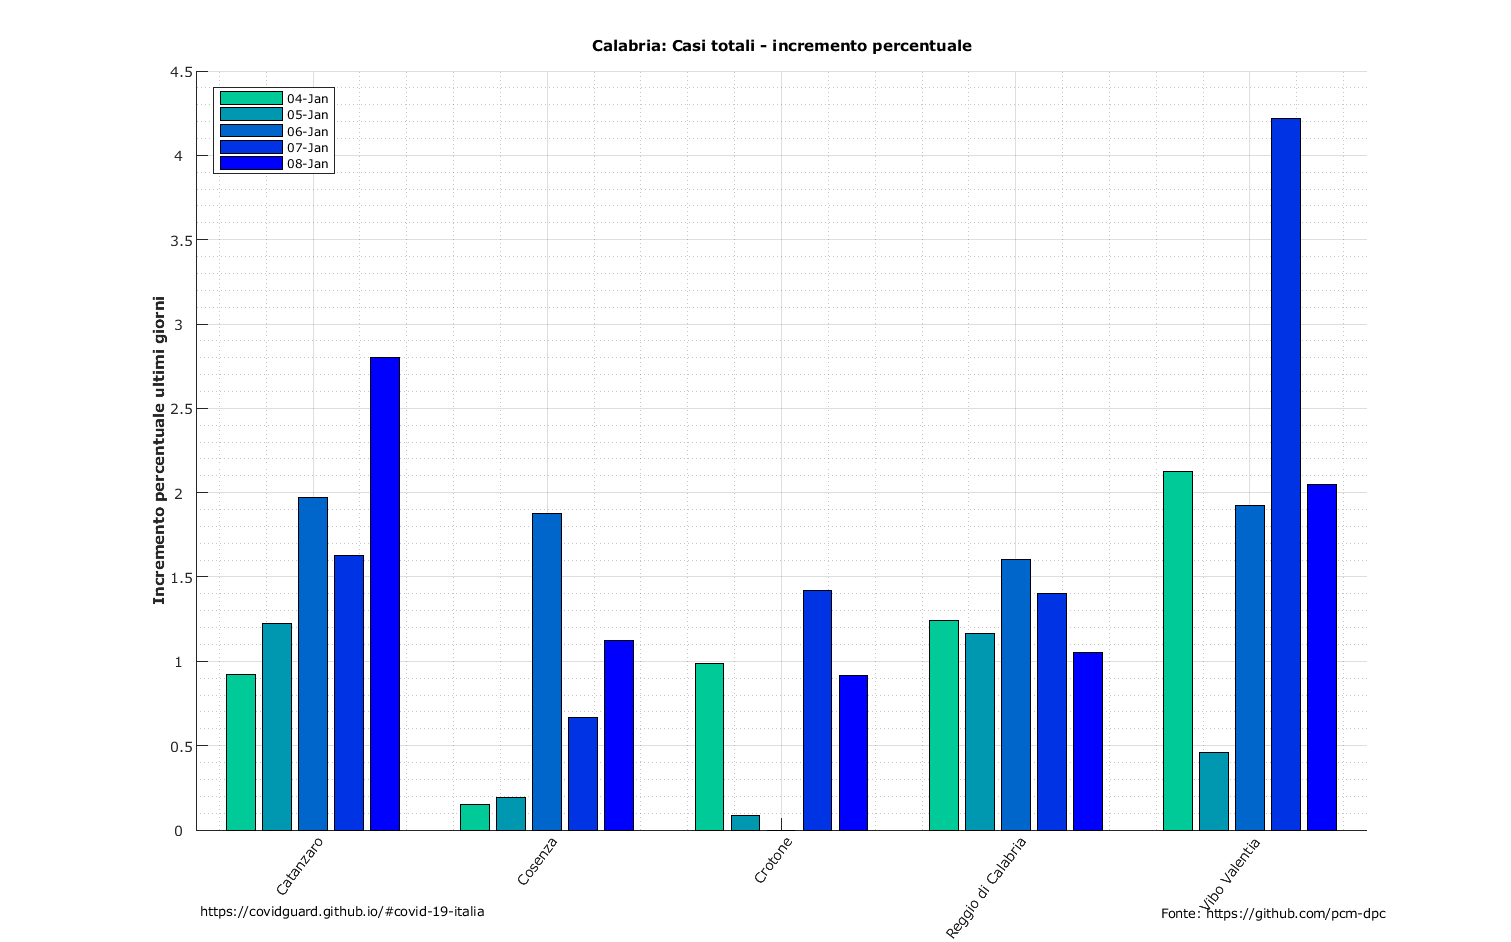 Calabria: Casi totali - incremento percentuale
4.5
4
3.5
3
2.5
2
1.5
1
0.5
0
Incremento percentuale ultimi giorni
04-Jan
05-Jan
06-Jan
07-Jan
08-Jan
Catanzaro
Cosenza
Crotone
Reggio di Calabria
Vibo Valentia
https://covidguard.github.io/#covid-19-italia
Fonte: https://github.com/pcm-dpc